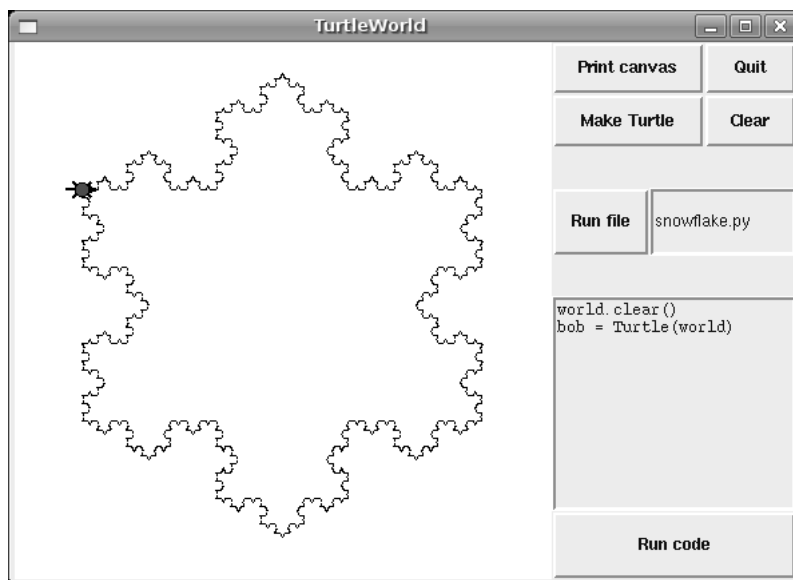 TurtleWorld
Print canvas
Quit
Make Turtle
Clear
Run file
snowflake.py
world.clear()
bob = Turtle(world)
Run code